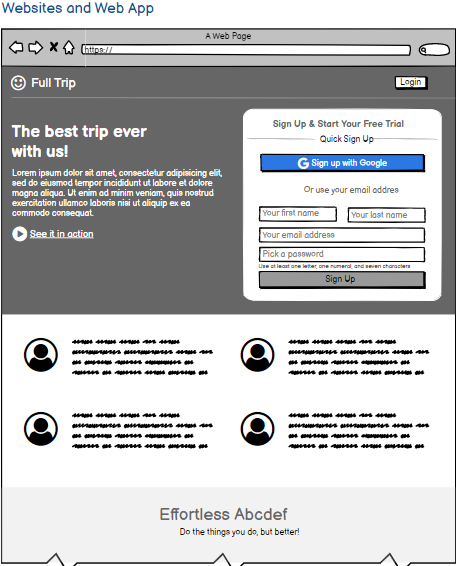 Websites and Web App
A Web Page
https://
Full Trip
Login
The best trip ever
with us!
Lorem ipsum dolor sit amet, consectetur adipisicing elit,
sed do eiusmod tempor incididunt ut labore et dolore
magna aliqua. Ut enim ad minim veniam, quis nostrud
exercitation ullamco laboris nisi ut aliquip ex ea
commodo consequat.
See it in action
Sign Up & Start Your Free Trial
Quick Sign Up
G Sign up with Google
Or use your email addres
Your first name
Your last name
Your email address
Pick a password
Use at least one letter, one numeral, and seven characters
Sign Up
Effortless Abcdef
Do the things you do, but better!